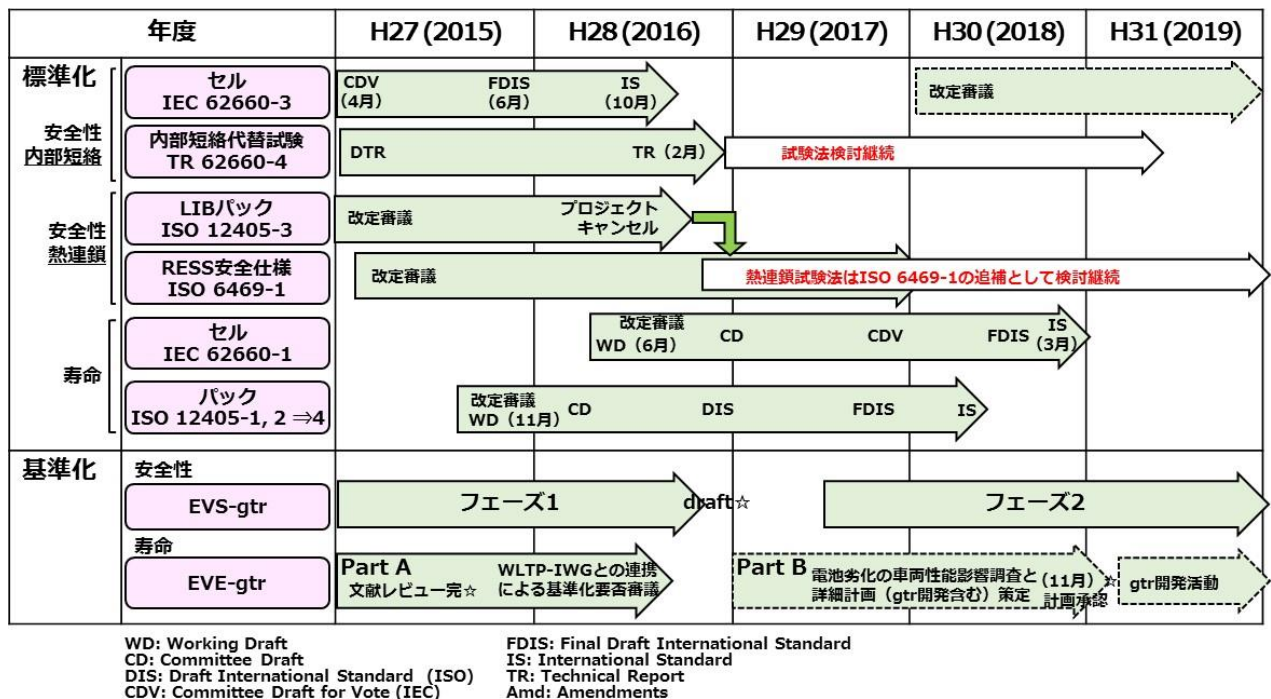 年度 H27(2015) H28(2016) H29(2017) H30(2018) H31(2019)
標準化
安全性
内部短絡
セル
IEC 62660-3
CDV
(4月)
FDIS
(6月)
IS
(10月)
改定審議
内部短絡代替試験
TR 62660-4
DTR
TR（2月）
試験法検討継続
安全性
熱連鎖
LIBパック
ISO 12405-3
改定審議
プロジェクト
キャンセル
RESS安全仕様
ISO 6469-1
改定審議
熱連鎖試験法はISO 6469-1の追補として検討継続
寿命
セル
IEC 62660-1
改定審議
WD（6月）
CD
CDV
FDIS
IS
(3月)
パック
ISO 12405-1, 2 ⇒4
改定審議
WD（11月）
CD
DIS
FDIS
IS
基準化
安全性
EVS-gtr
フェーズ1
draft☆
フェーズ2
寿命
EVE-gtr
Part A
文献レビュー完☆
WLTP-IWGとの連携
による基準化要否審議
Part B
電池劣化の車両性能影響調査と
詳細計画（gtr開発含む）策定
(11月)☆
計画承認
gtr開発活動
WD: Working Draft
CD: Committee Draft
DIS: Draft International Standard (ISO)
CDV: Committee Draft for Vote (IEC)
FDIS: Final Draft International Standard
IS: International Standard
TR: Technical Report
Amd: Amendments